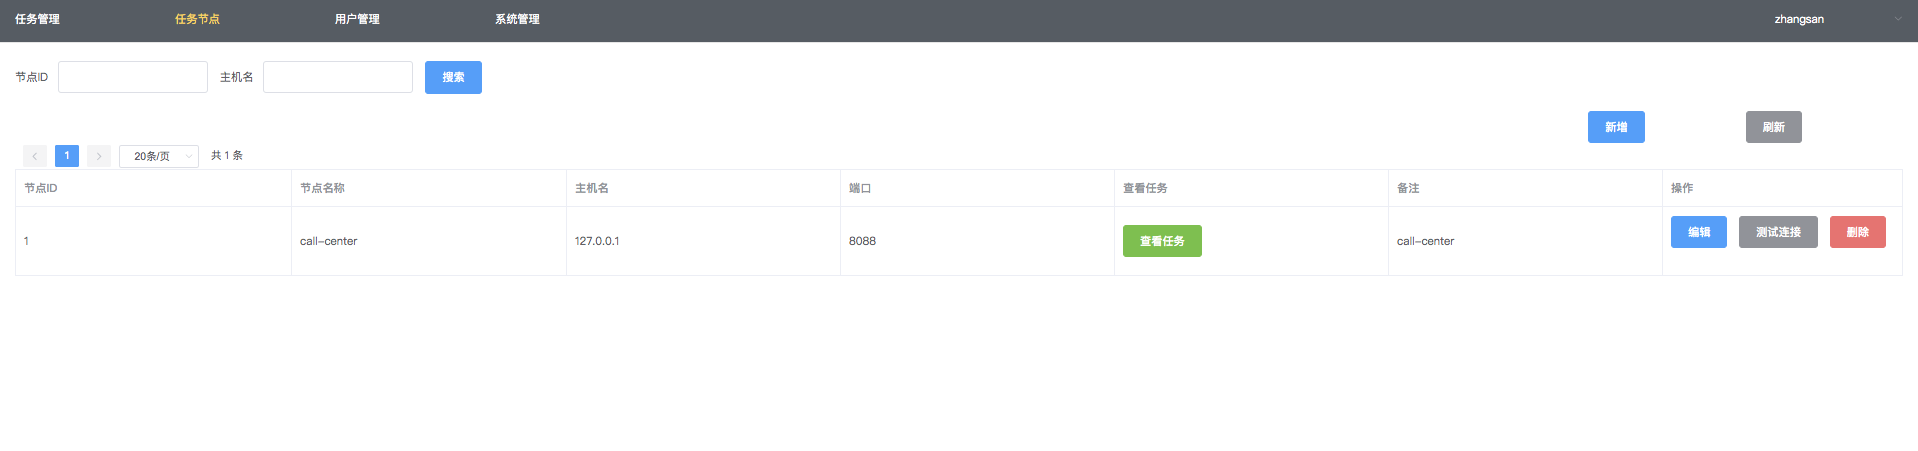 任务管理 任务节点 用户管理 系统管理 zhangsan
节点ID 主机名 搜索
新增 刷新
1 20条/页 共 1 条
节点ID 节点名称 主机名 端口 查看任务 备注 操作
1 call-center 127.0.0.1 8088 查看任务 call-center 编辑 测试连接 删除